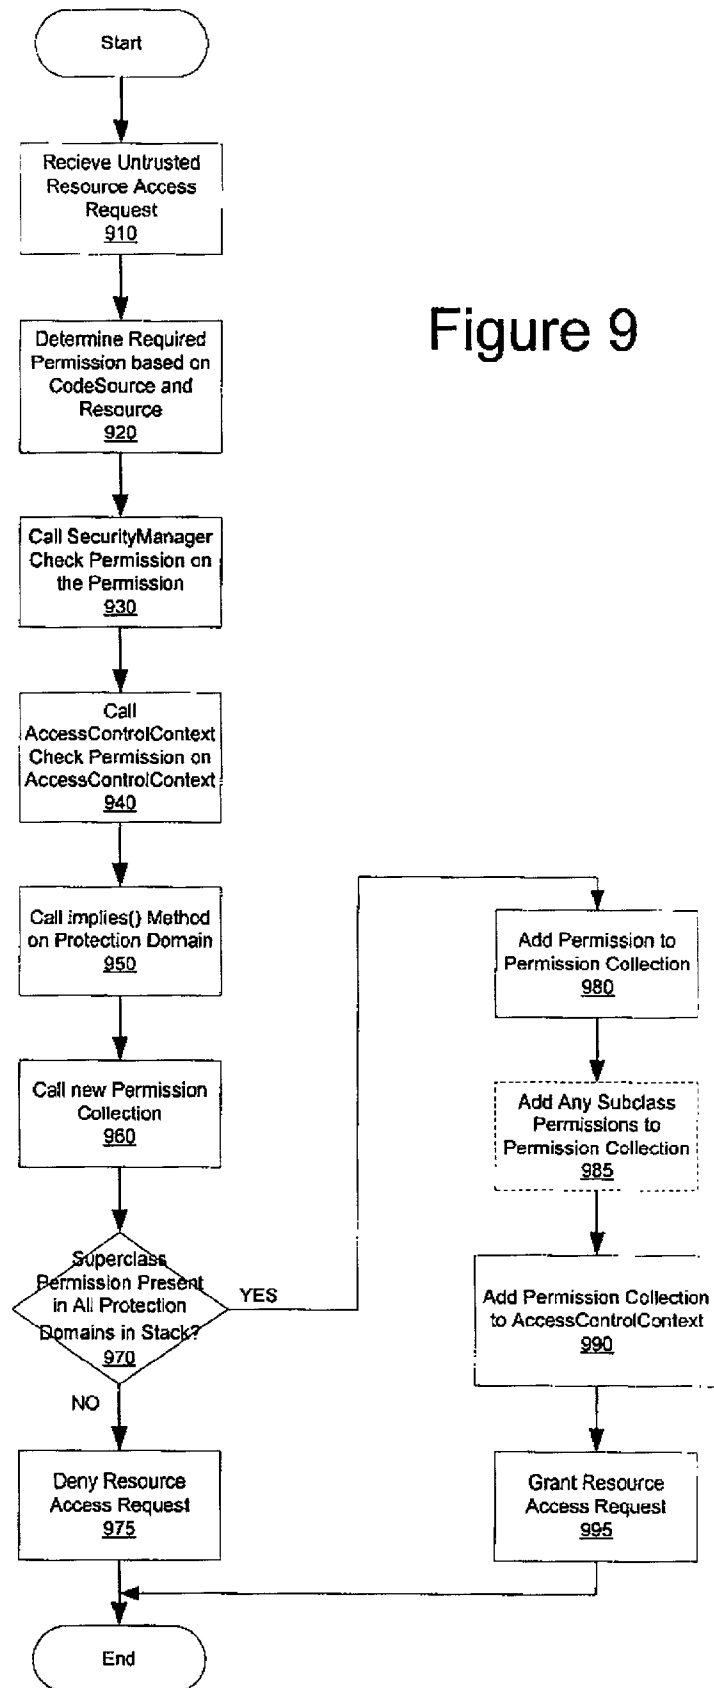 Start
Recieve Untrusted
Resource Access
Request
910
Figure 9
Determine Required
Permission based on
CodeSource and
Resource
920
Call SecurityManager
Check Permission on
the Permission
930
Call
AccessControlContext
Check Permission on
AccessControlContext
940
Call implies() Method
on Protection Domain
950
Call new Permission
Collection
960
Superclass
Permission Present
in All Protection
Domains in Stack?
970
YES
NO
Deny Resource
Access Request
975
Add Permission to
Permission Collection
980
Add Any Subclass
Permissions to
Permission Collection
985
Add Permission Collection
to AccessControlContext
990
Grant Resource
Access Request
995
End